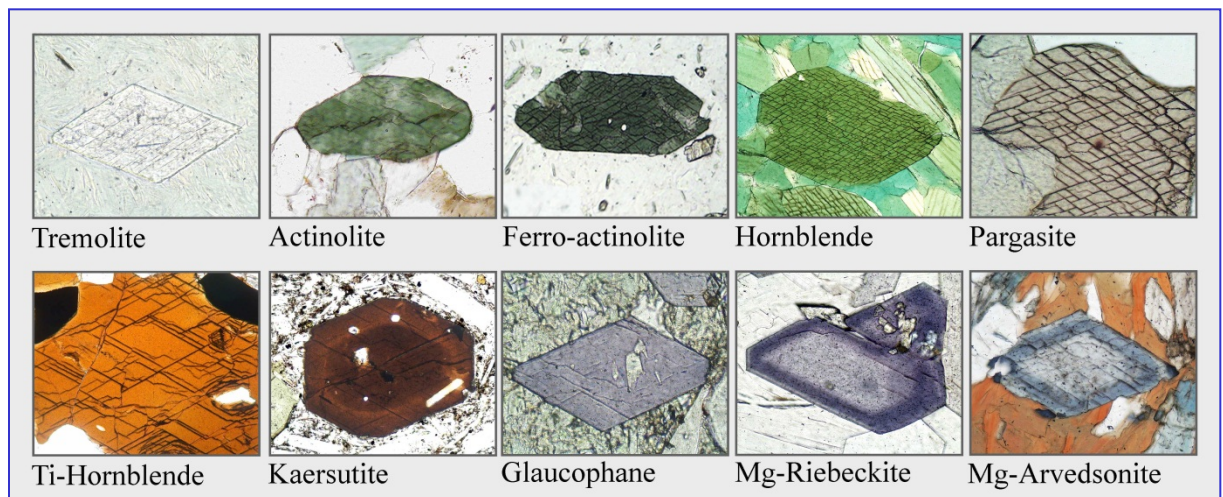 Tremolite
Actinolite
Ferro-actinolite
Hornblende
Pargasite
Ti-Hornblende
Kaersutite
Glaucophane
Mg-Riebeckite
Mg-Arvedsonite